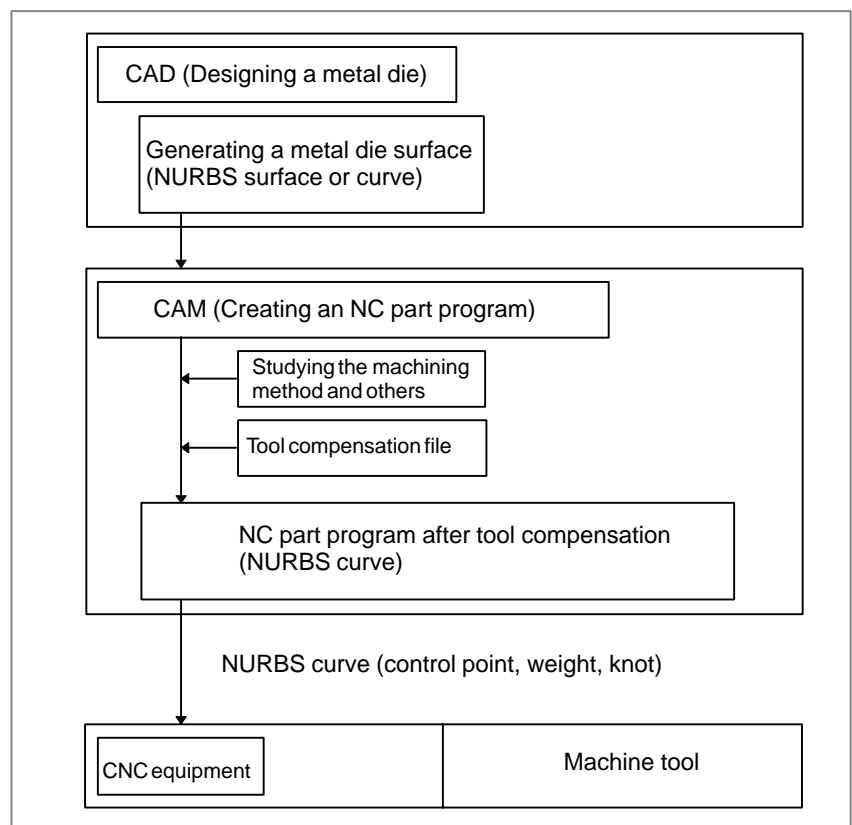 CAD (Designing a metal die)
Generating a metal die surface
(NURBS surface or curve)
CAM (Creating an NC part program)
Studying the machining
method and others
Tool compensation file
NC part program after tool compensation
(NURBS curve)
NURBS curve (control point, weight, knot)
CNC equipment
Machine tool